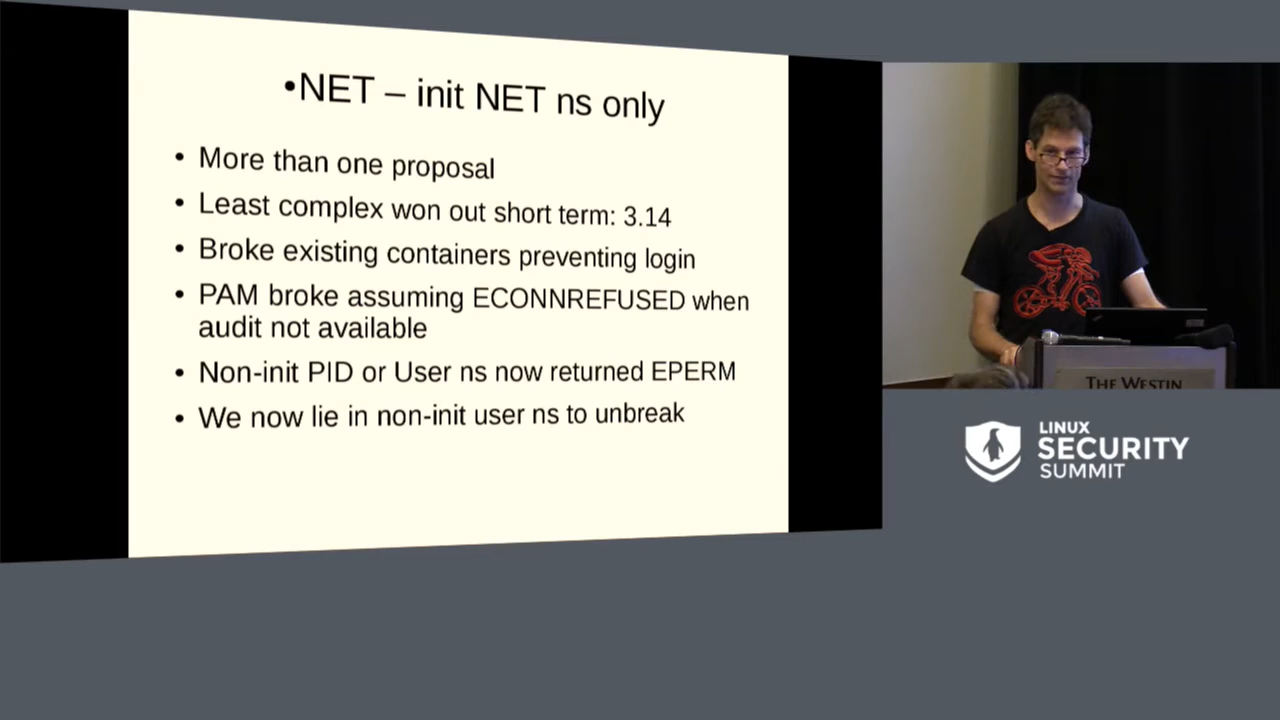 •NET – init NET ns only
• More than one proposal
• Least complex won out short term: 3.14
• Broke existing containers preventing login
• PAM broke assuming ECONNREFUSED when
audit not available
• Non-init PID or User ns now returned EPERM
• We now lie in non-init user ns to unbreak
THE WESTIN
LINUX
SECURITY
SUMMIT